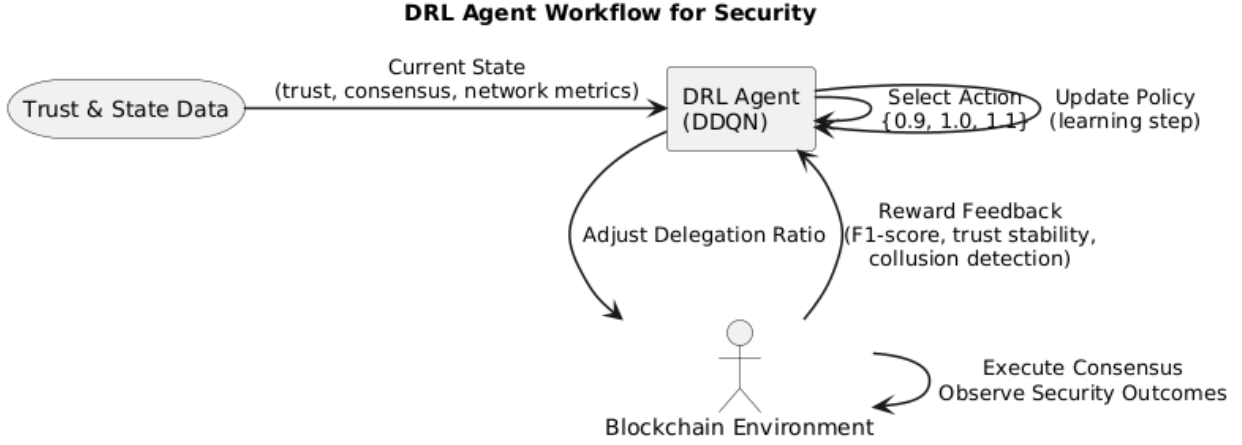 DRL Agent Workflow for Security
Current State
(trust, consensus, network metrics)
Trust & State Data
DRL Agent
(DDQN)
Select Action
{0.9, 1.0, 1.1}
Update Policy
(learning step)
Adjust Delegation Ratio
Reward Feedback
(F1-score, trust stability,
collusion detection)
Execute Consensus
Observe Security Outcomes
Blockchain Environment